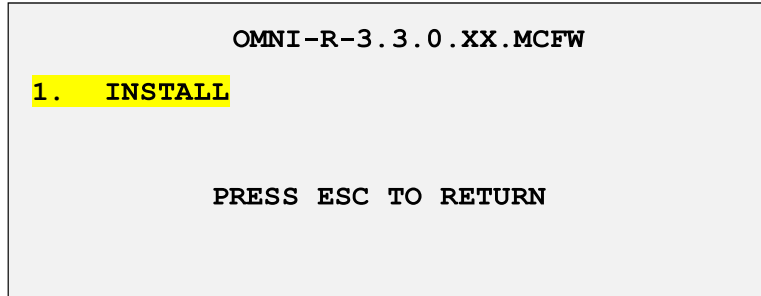 OMNI-R-3.3.0.XX.MCFW
1. INSTALL
PRESS ESC TO RETURN